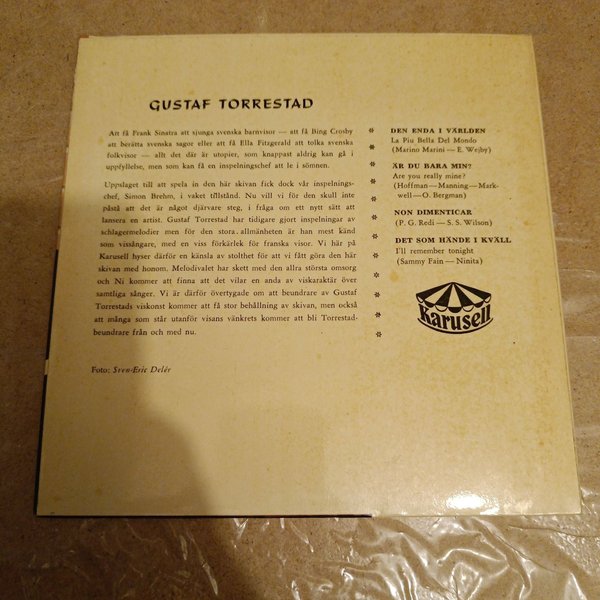 GUSTAF TORRESTAD
Att få Frank Sinatra att sjunga svenska barnvisor — att få Bing Crosby
att berätta svenska sagor eller att få Ella Fitzgerald att tolka svenska
folkvisor — allt det där är utopier, som knappast aldrig kan gå i
uppfyllelse, men som kan få en inspelningschef att le i sömnen.
Uppslaget till att spela in den här skivan fick dock vår inspelnings-
chef, Simon Brehm, i vaket tillstånd. Nu vill vi för den skull inte
påstå att det är något djärvare steg, i fråga om ett nytt sätt att
lansera en artist. Gustaf Torrestad har tidigare gjort inspelningar av
schlagermelodier men för den stora allmänheten är han mest känd
som vissångare, med en viss förkärlek för franska visor. Vi här på
Karusell hyser därför en känsla av stolthet för att vi fått göra den här
skivan med honom. Melodivalet har skett med den allra största omsorg
och Ni kommer att finna att det vilar en anda av viskaraktär över
samtliga sånger. Vi är därför övertygade om att beundrare av Gustaf
Torrestads viskonst kommer att få stor behållning av skivan, men också
att många som står utanför visans vänkrets kommer att bli Torrestad-
beundrare från och med nu.
Foto: Sven-Eric Delér
DEN ENDA I VÄRLDEN
La Piu Bella Del Mondo
(Marino Marini — E. Wejby)
ÄR DU BARA MIN?
Are you really mine?
(Hoffman — Manning — Mark-
well — O. Bergman)
NON DIMENTICAR
(P. G. Redi — S. S. Wilson)
DET SOM HÄNDE I KVÄLL
I'll remember tonight
(Sammy Fain — Ninita)
Karusell